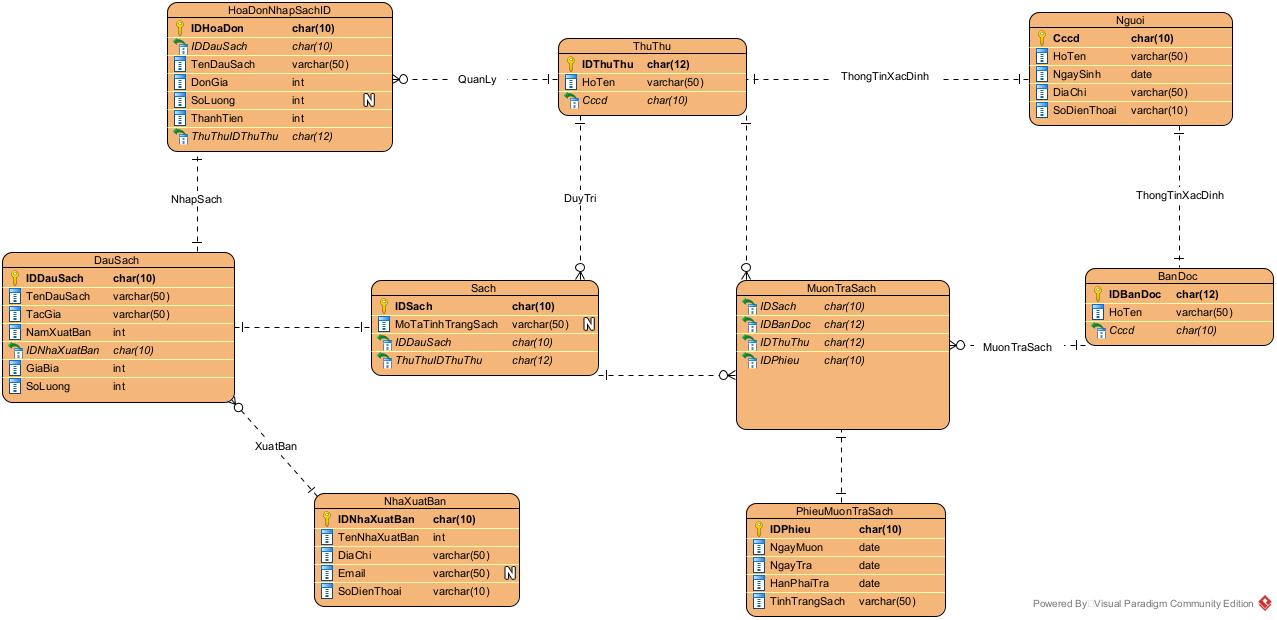 HoaDonNhapSachID
IDHoaDon char(10)
IDDauSach char(10)
TenDauSach varchar(50)
DonGia int
SoLuong int N
ThanhTien int
ThuThuIDThuThu char(12)
QuanLy
ThuThu
IDThuThu char(12)
HoTen varchar(50)
Cccd char(10)
ThongTinXacDinh
Nguoi
Cccd char(10)
HoTen varchar(50)
NgaySinh date
DiaChi varchar(50)
SoDienThoai varchar(10)
NhapSach
DuyTri
ThongTinXacDinh
DauSach
IDDauSach char(10)
TenDauSach varchar(50)
TacGia varchar(50)
NamXuatBan int
IDNhaXuatBan char(10)
GiaBia int
SoLuong int
Sach
IDSach char(10)
MoTaTinhTrangSach varchar(50) N
IDDauSach char(10)
ThuThuIDThuThu char(12)
MuonTraSach
IDSach char(10)
IDBanDoc char(12)
IDThuThu char(12)
IDPhieu char(10)
MuonTraSach
BanDoc
IDBanDoc char(12)
HoTen varchar(50)
Cccd char(10)
XuatBan
NhaXuatBan
IDNhaXuatBan char(10)
TenNhaXuatBan int
DiaChi varchar(50)
Email varchar(50) N
SoDienThoai varchar(10)
PhieuMuonTraSach
IDPhieu char(10)
NgayMuon date
NgayTra date
HanPhaiTra date
TinhTrangSach varchar(50)
Powered By Visual Paradigm Community Edition